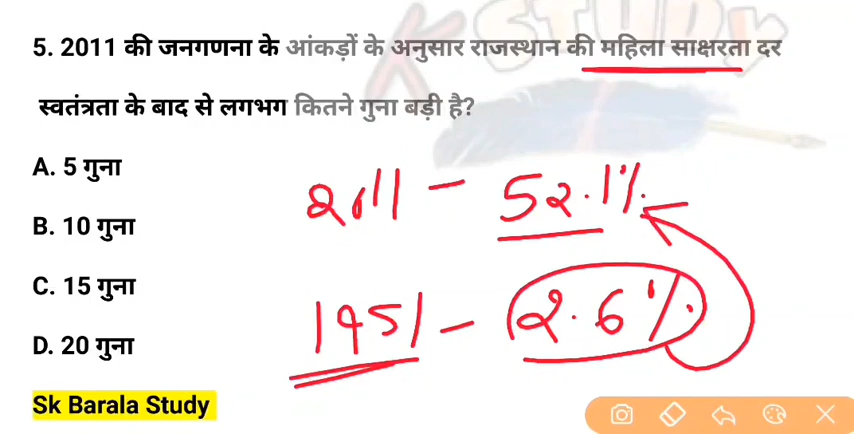 5. 2011 की जनगणना के आंकड़ों के अनुसार राजस्थान की महिला साक्षरता दर
स्वतंत्रता के बाद से लगभग कितने गुना बड़ी है?
A. 5 गुना
B. 10 गुना
C. 15 गुना
D. 20 गुना
2011 - 52.1%
1951 - 2.6%
Sk Barala Study
K STUDY